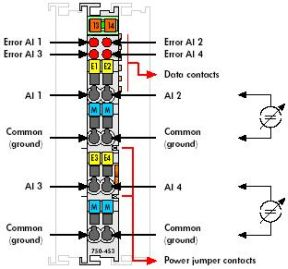 13 14
Error AI 1
Error AI 2
Error AI 3
Error AI 4
E1 E2
Data contacts
AI 1
AI 2
M M
Common
(ground)
Common
(ground)
E3 E4
AI 3
AI 4
M M
Common
(ground)
Common
(ground)
750-453
Power jumper contacts